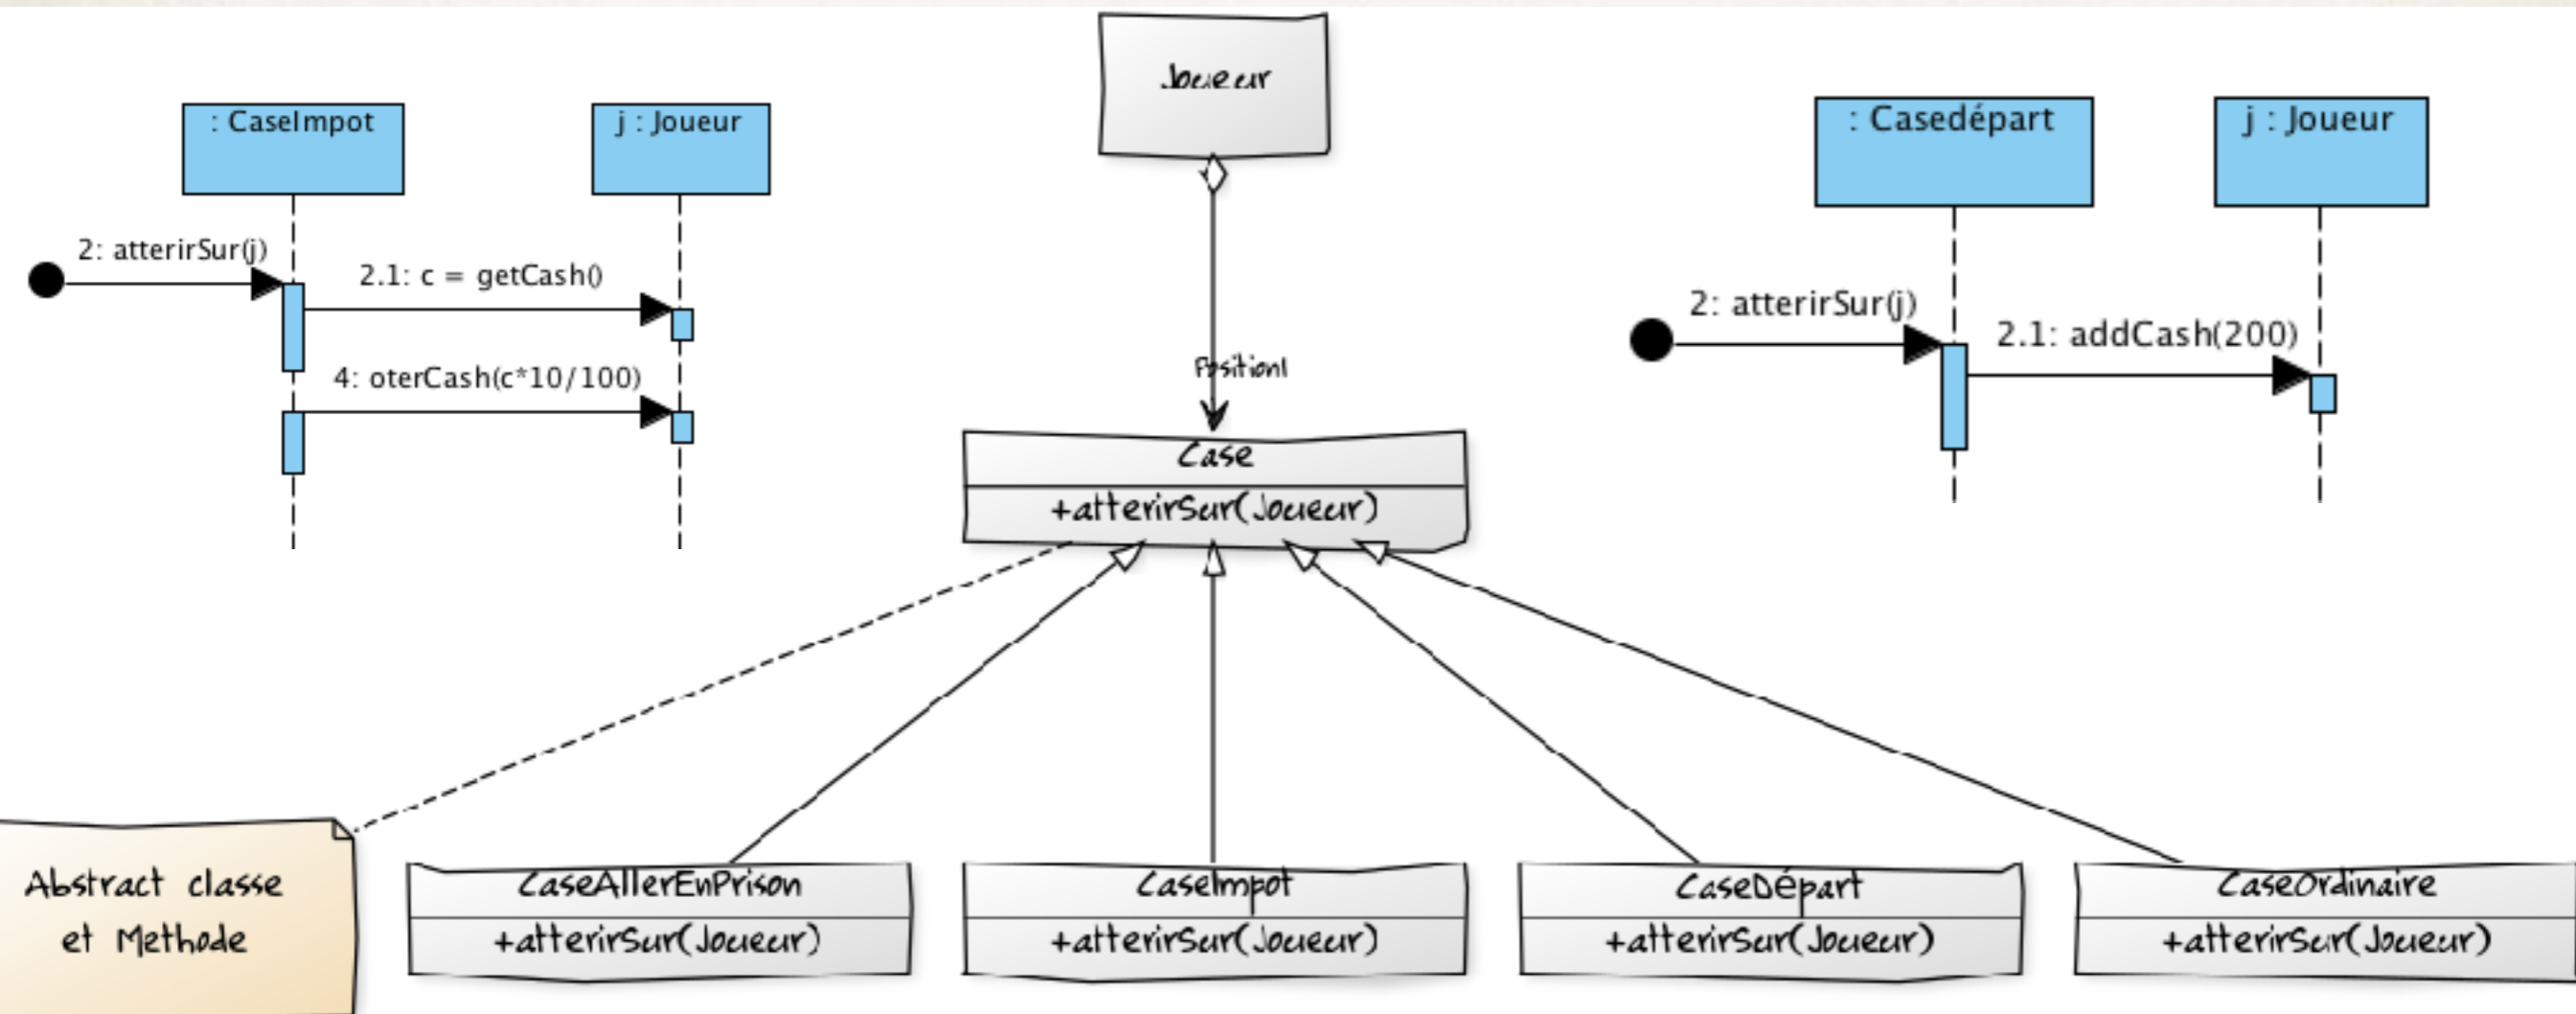 : CaseImpot
j : Joueur
2: atterirSur(j)
2.1: c = getCash()
4: oterCash(c*10/100)
Joueur
Position1
Case
+atterirSur(Joueur)
: Casedépart
j : Joueur
2: atterirSur(j)
2.1: addCash(200)
Abstract classe
et Methode
CaseAllerEnPrison
+atterirSur(Joueur)
CaseImpot
+atterirSur(Joueur)
CaseDépart
+atterirSur(Joueur)
CaseOrdinaire
+atterirSur(Joueur)